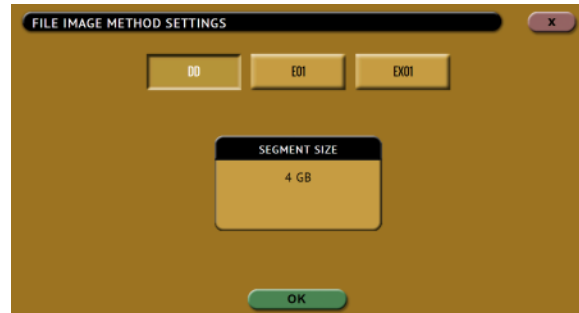 FILE IMAGE METHOD SETTINGS
X
DD
E01
EX01
SEGMENT SIZE
4 GB
OK